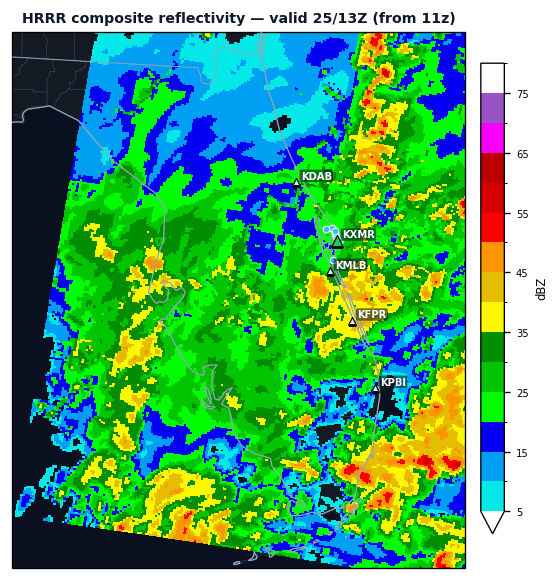 HRRR composite reflectivity — valid 25/13Z (from 11z)
KDAB
KXMR
KMLB
KFPR
KPBI
75
65
55
45
35
25
15
5
dBZ